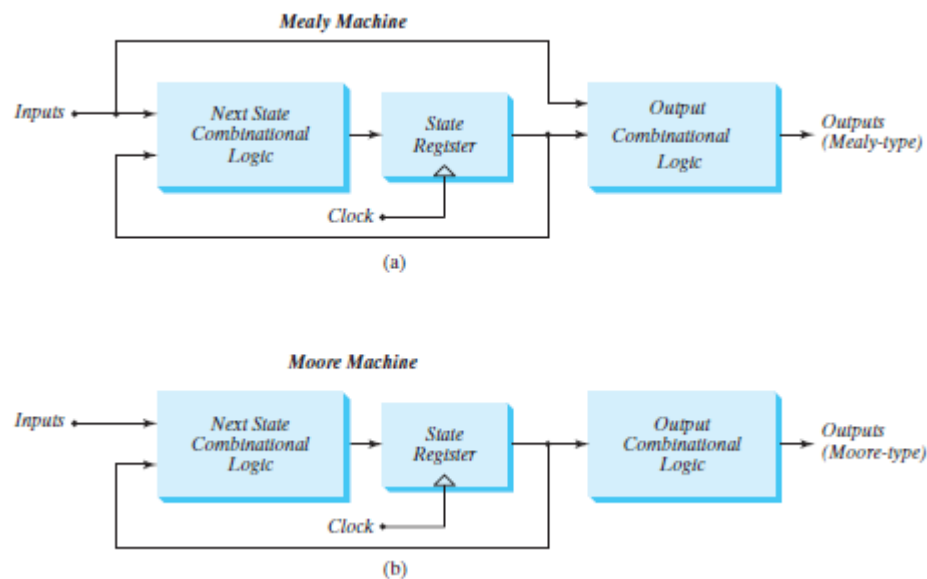 Mealy Machine
Inputs
Next State
Combinational
Logic
State
Register
Output
Combinational
Logic
Outputs
(Mealy-type)
Clock
(a)
Moore Machine
Inputs
Next State
Combinational
Logic
State
Register
Output
Combinational
Logic
Outputs
(Moore-type)
Clock
(b)